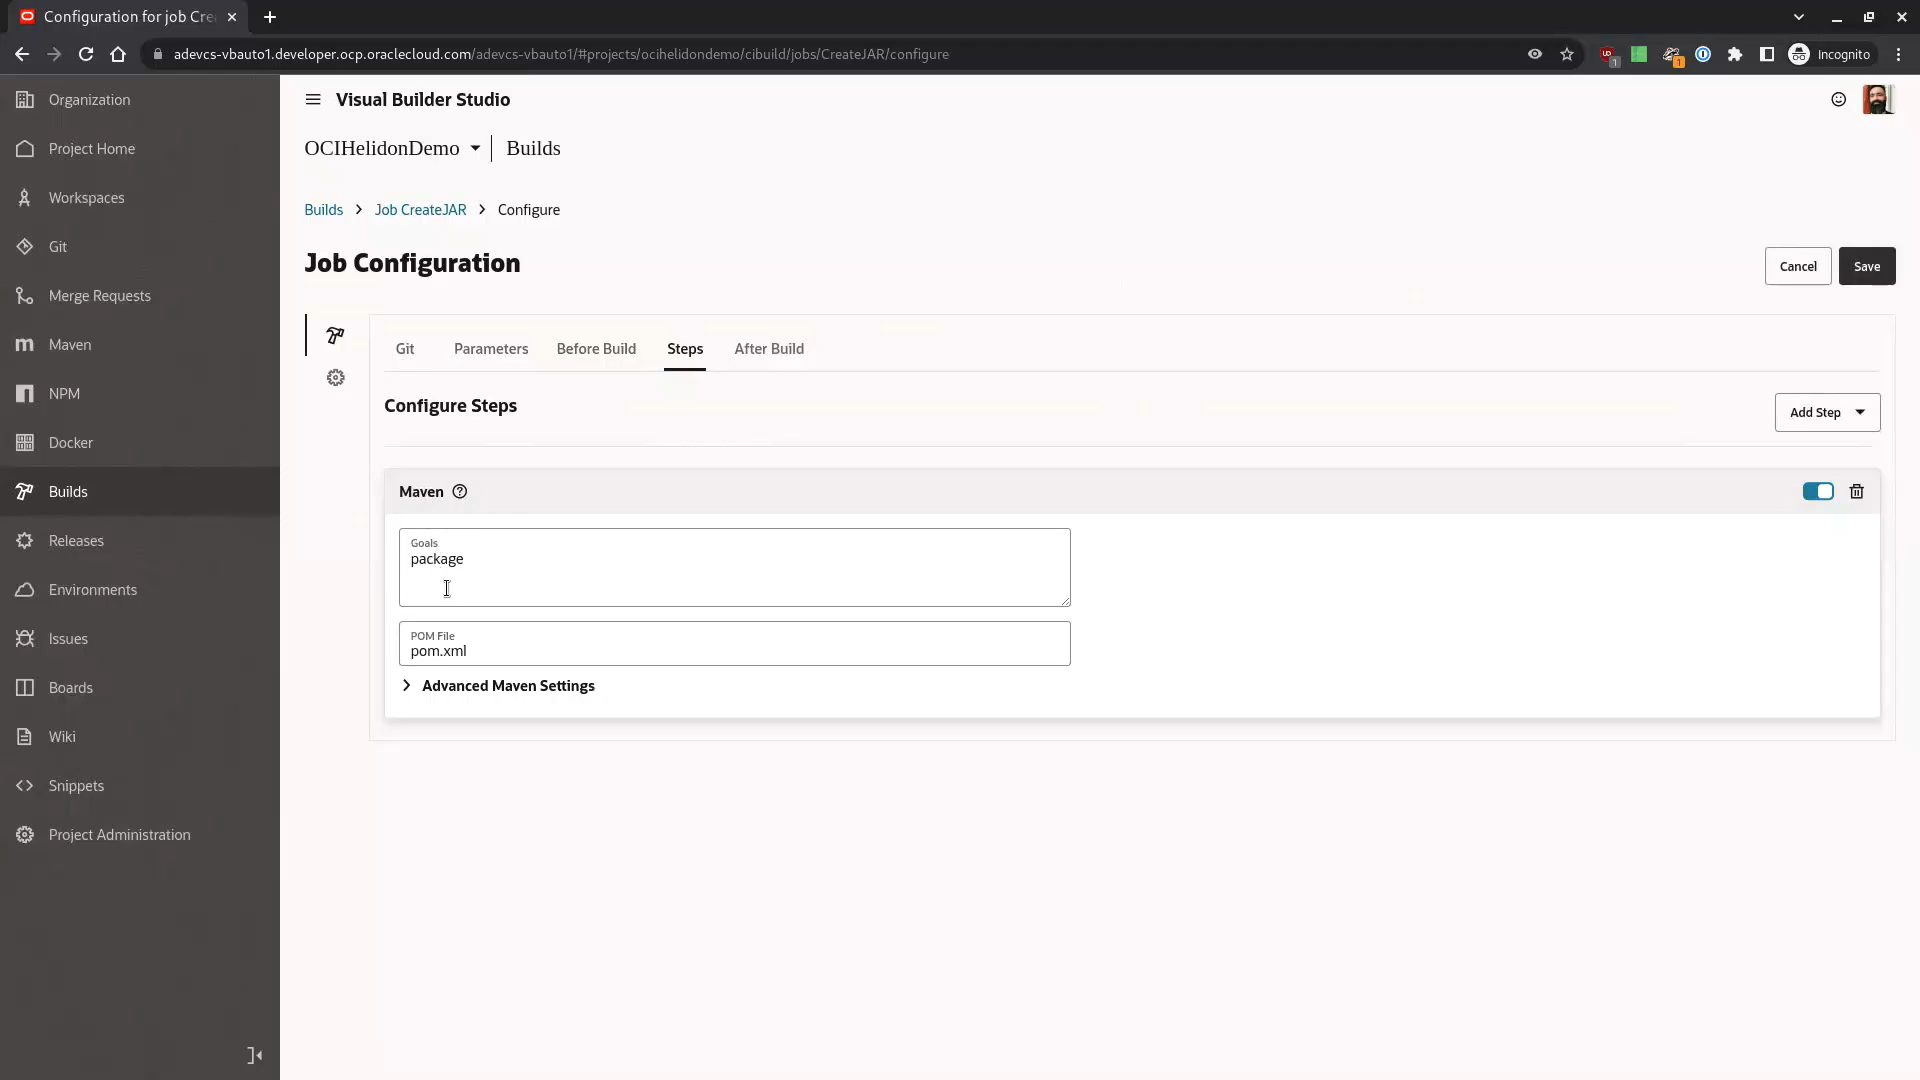 Configuration for job Cre
adevcs-vbauto1.developer.ocp.oraclecloud.com/adevcs-vbauto1/#projects/ocihelidondemo/cibuild/jobs/CreateJAR/configure
1
1
Incognito
Organization
Project Home
Workspaces
Git
Merge Requests
Maven
NPM
Docker
Builds
Releases
Environments
Issues
Boards
Wiki
Snippets
Project Administration
Visual Builder Studio
OCIHelidonDemo
Builds
Builds > Job CreateJAR > Configure
Job Configuration
Cancel
Save
Git
Parameters
Before Build
Steps
After Build
Configure Steps
Add Step
Maven
Goals
package
POM File
pom.xml
Advanced Maven Settings